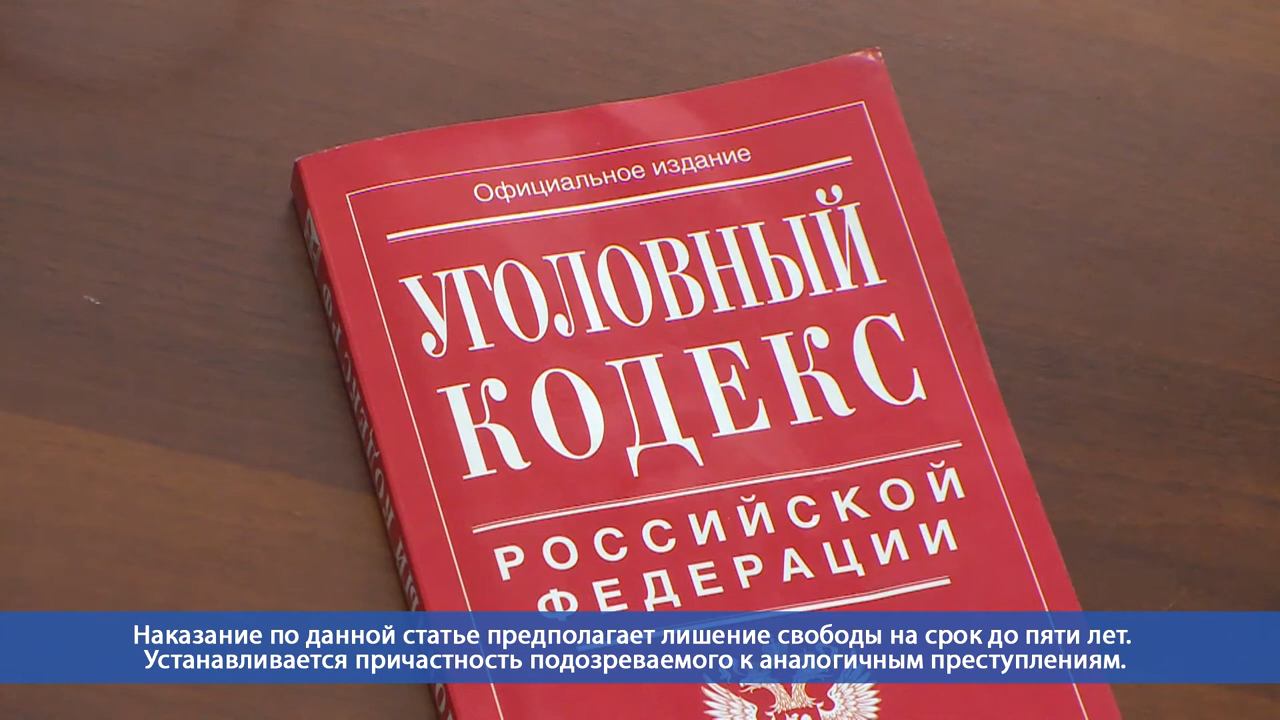 Официальное издание
УГОЛОВНЫЙ
КОДЕКС
РОССИЙСКОЙ
ФЕДЕРАЦИИ
Наказание по данной статье предполагает лишение свободы на срок до пяти лет.
Устанавливается причастность подозреваемого к аналогичным преступлениям.